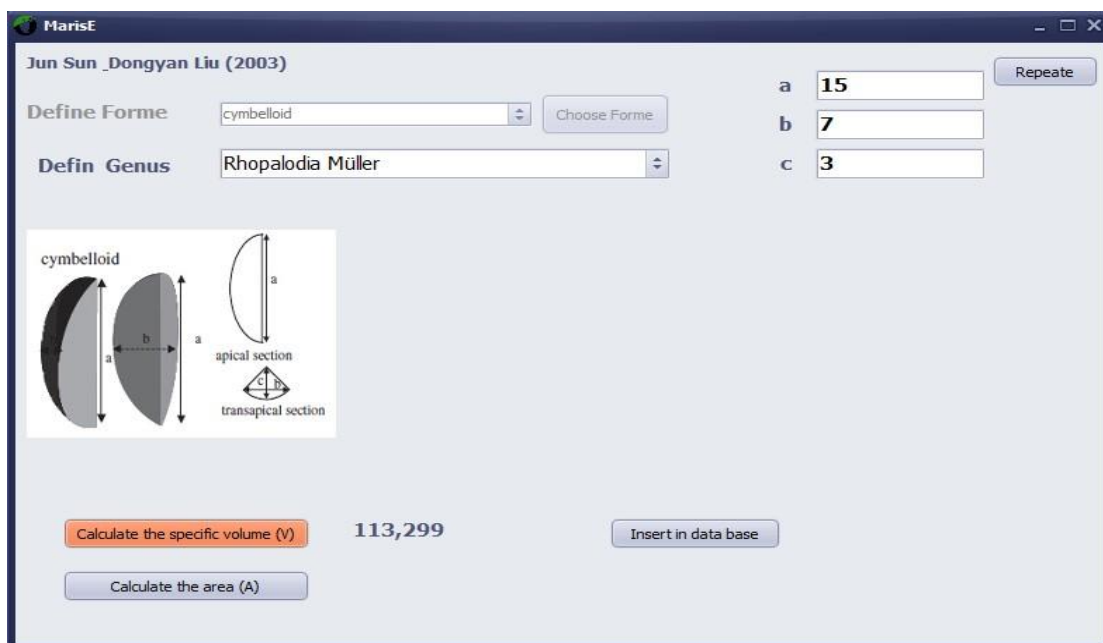 MarisE
Jun Sun _Dongyan Liu (2003)
Repeate
a 15
Define Forme cymbelloid Choose Forme
b 7
Defin Genus Rhopalodia Müller
c 3
cymbelloid
a
a
b
a
a
apical section
c b
transapical section
Calculate the specific volume (V) 113,299 Insert in data base
Calculate the area (A)